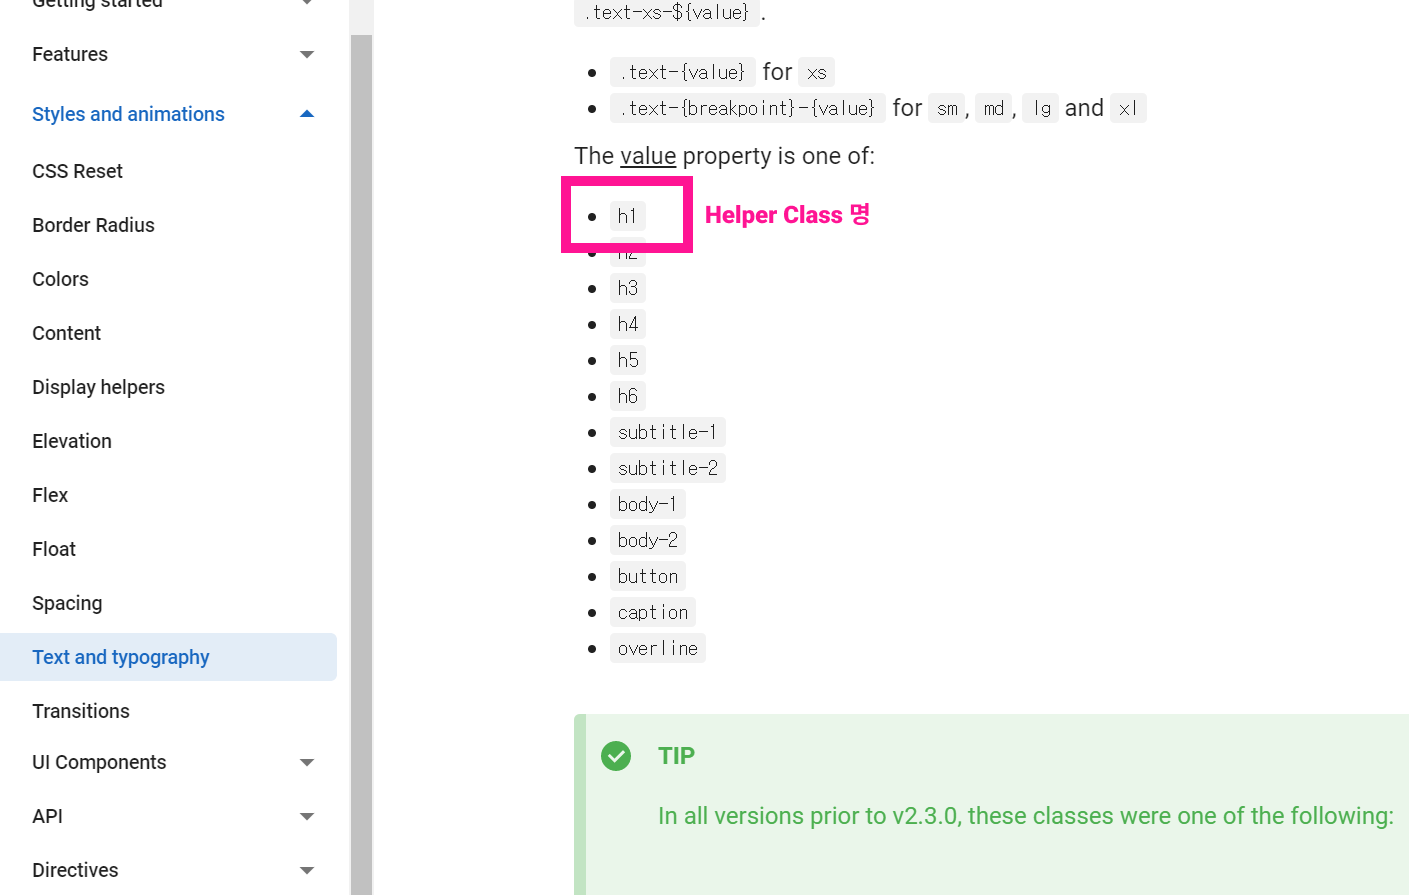 Getting started
Features
Styles and animations
CSS Reset
Border Radius
Colors
Content
Display helpers
Elevation
Flex
Float
Spacing
Text and typography
Transitions
UI Components
API
Directives
.text-xs-${value} .
.text-{value} for xs
.text-{breakpoint}-{value} for sm, md, lg and xl
The value property is one of:
h1
Helper Class 명
h2
h3
h4
h5
h6
subtitle-1
subtitle-2
body-1
body-2
button
caption
overline
TIP
In all versions prior to v2.3.0, these classes were one of the following: